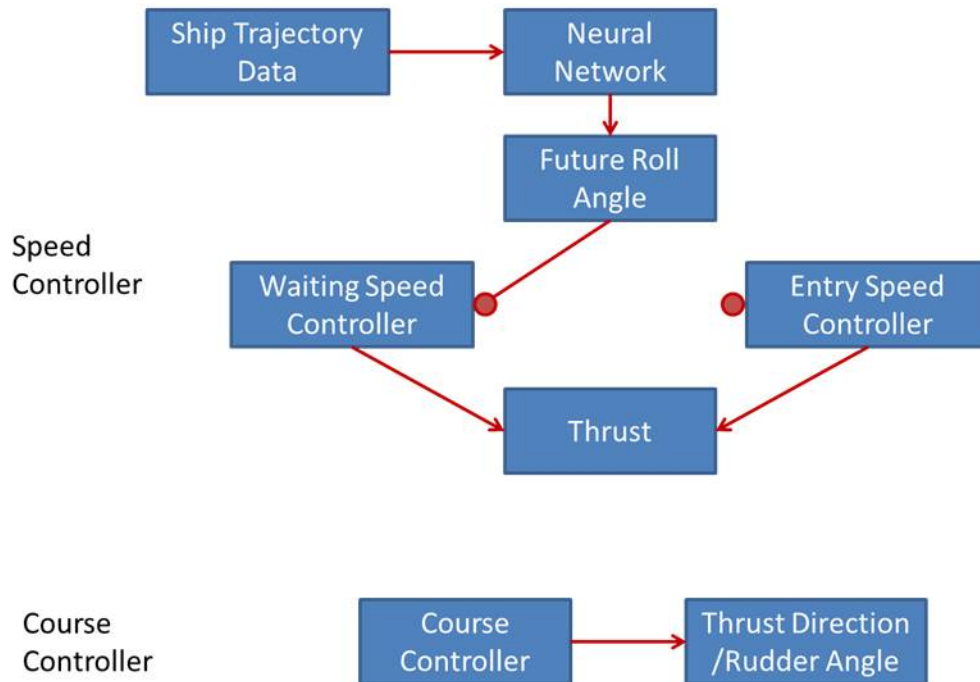 Ship Trajectory
Data
Neural
Network
Future Roll
Angle
Speed
Controller
Waiting Speed
Controller
Entry Speed
Controller
Thrust
Course
Controller
Course
Controller
Thrust Direction
/Rudder Angle